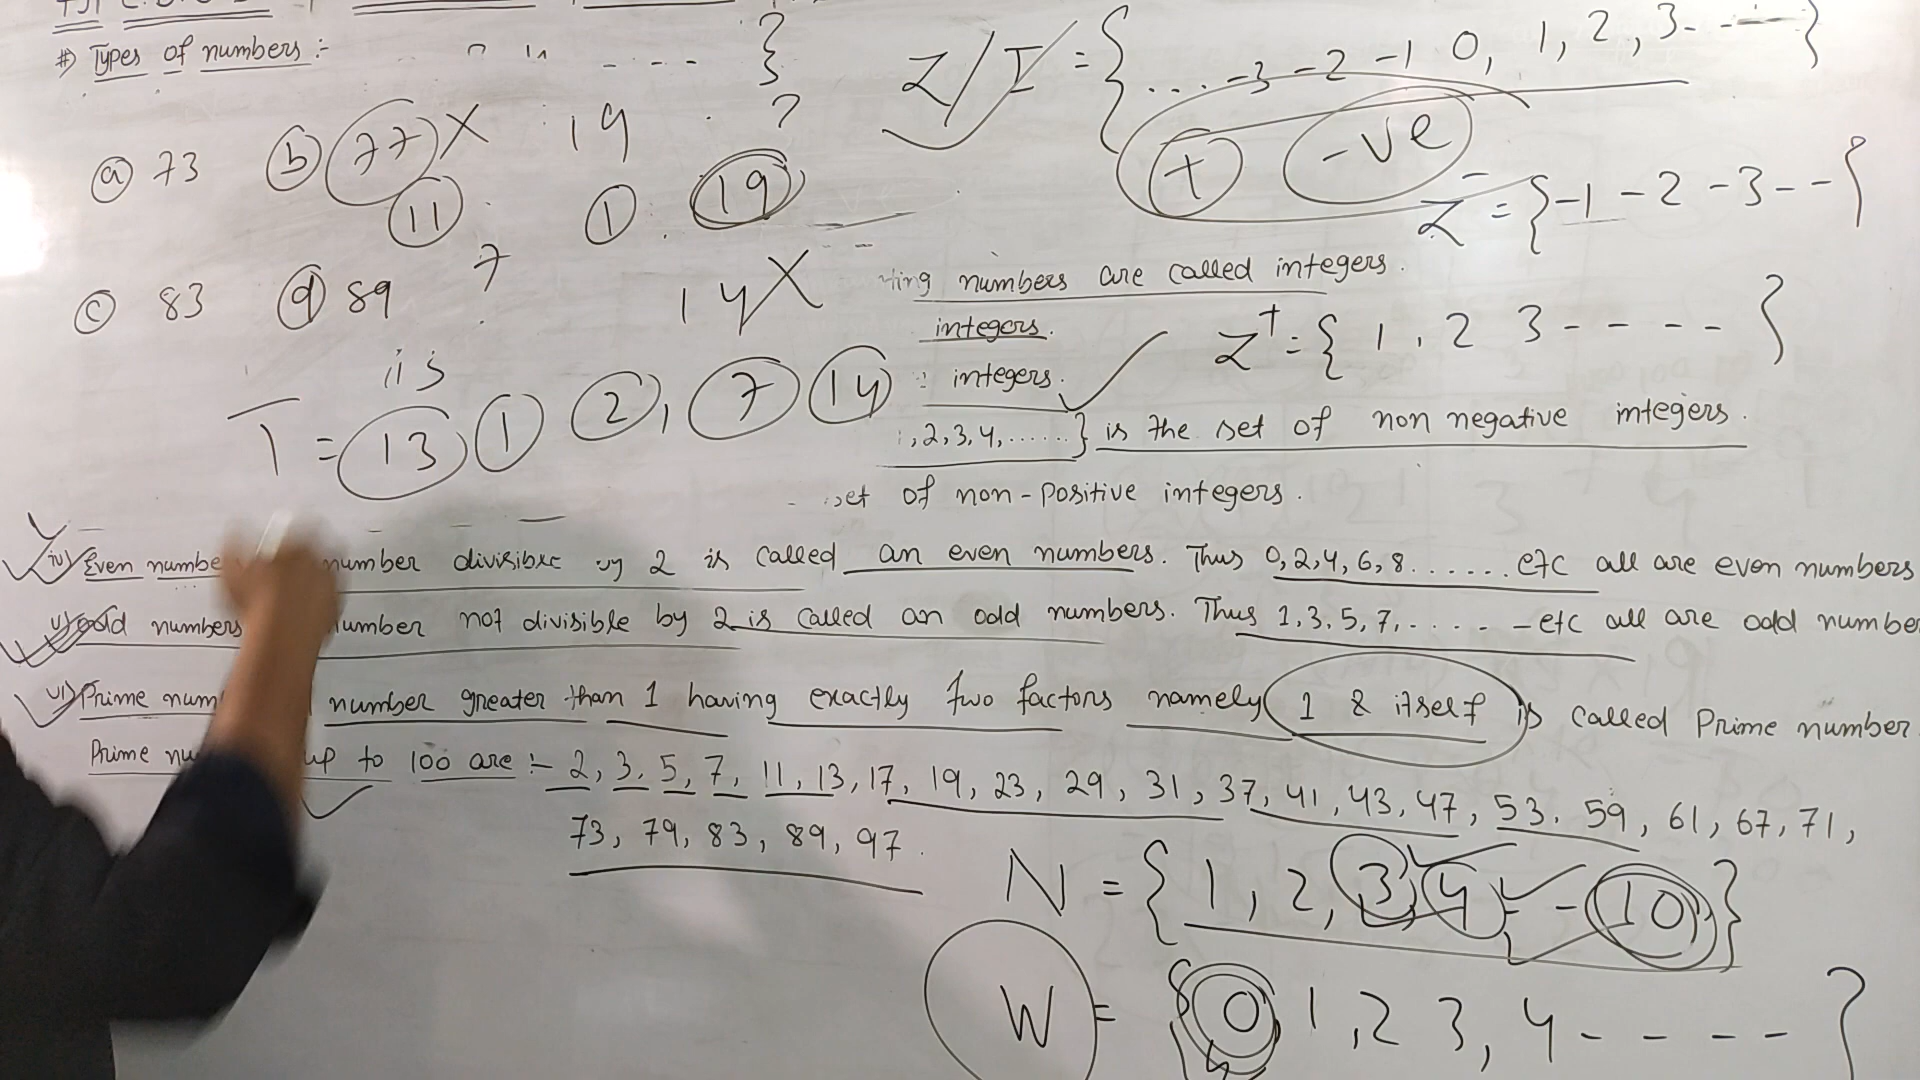 # Types of numbers :-
Z/I = {... -3 -2 -1 0, 1, 2, 3- - - }
ⓐ 73 ⓑ 77 X 19 ?
+ -ve
11 1 19
Z⁻ = {-1 -2 -3 - - {
ⓒ 83 ⓓ 89 7
14 X
numbers are called integers.
integers.
Z⁺ = { 1, 2 3 - - - - - }
integers.
T = 13 1 2, 7 14
,2,3,4,......} is the set of non negative integers.
set of non-positive integers.
iv) Even number divisible by 2 is called an even numbers. Thus 0,2,4,6,8...... etc all are even numbers
v) odd numbers number not divisible by 2 is called an odd numbers. Thus 1,3,5,7,..... - etc all are odd number
vi) Prime number greater than 1 having exactly two factors namely 1 & itself is called Prime number.
Prime up to 100 are :- 2, 3, 5, 7, 11, 13, 17, 19, 23, 29, 31, 37, 41, 43, 47, 53. 59, 61, 67, 71,
73, 79, 83, 89, 97.
N = {1, 2, 3, 4, - - 10}
W = {0 1, 2 3, 4 - - - - }